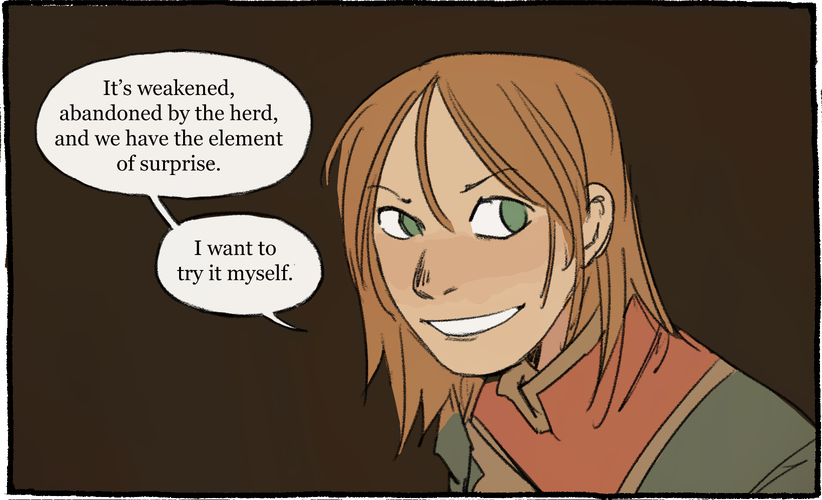 It’s weakened,
abandoned by the herd,
and we have the element
of surprise.
I want to
try it myself.